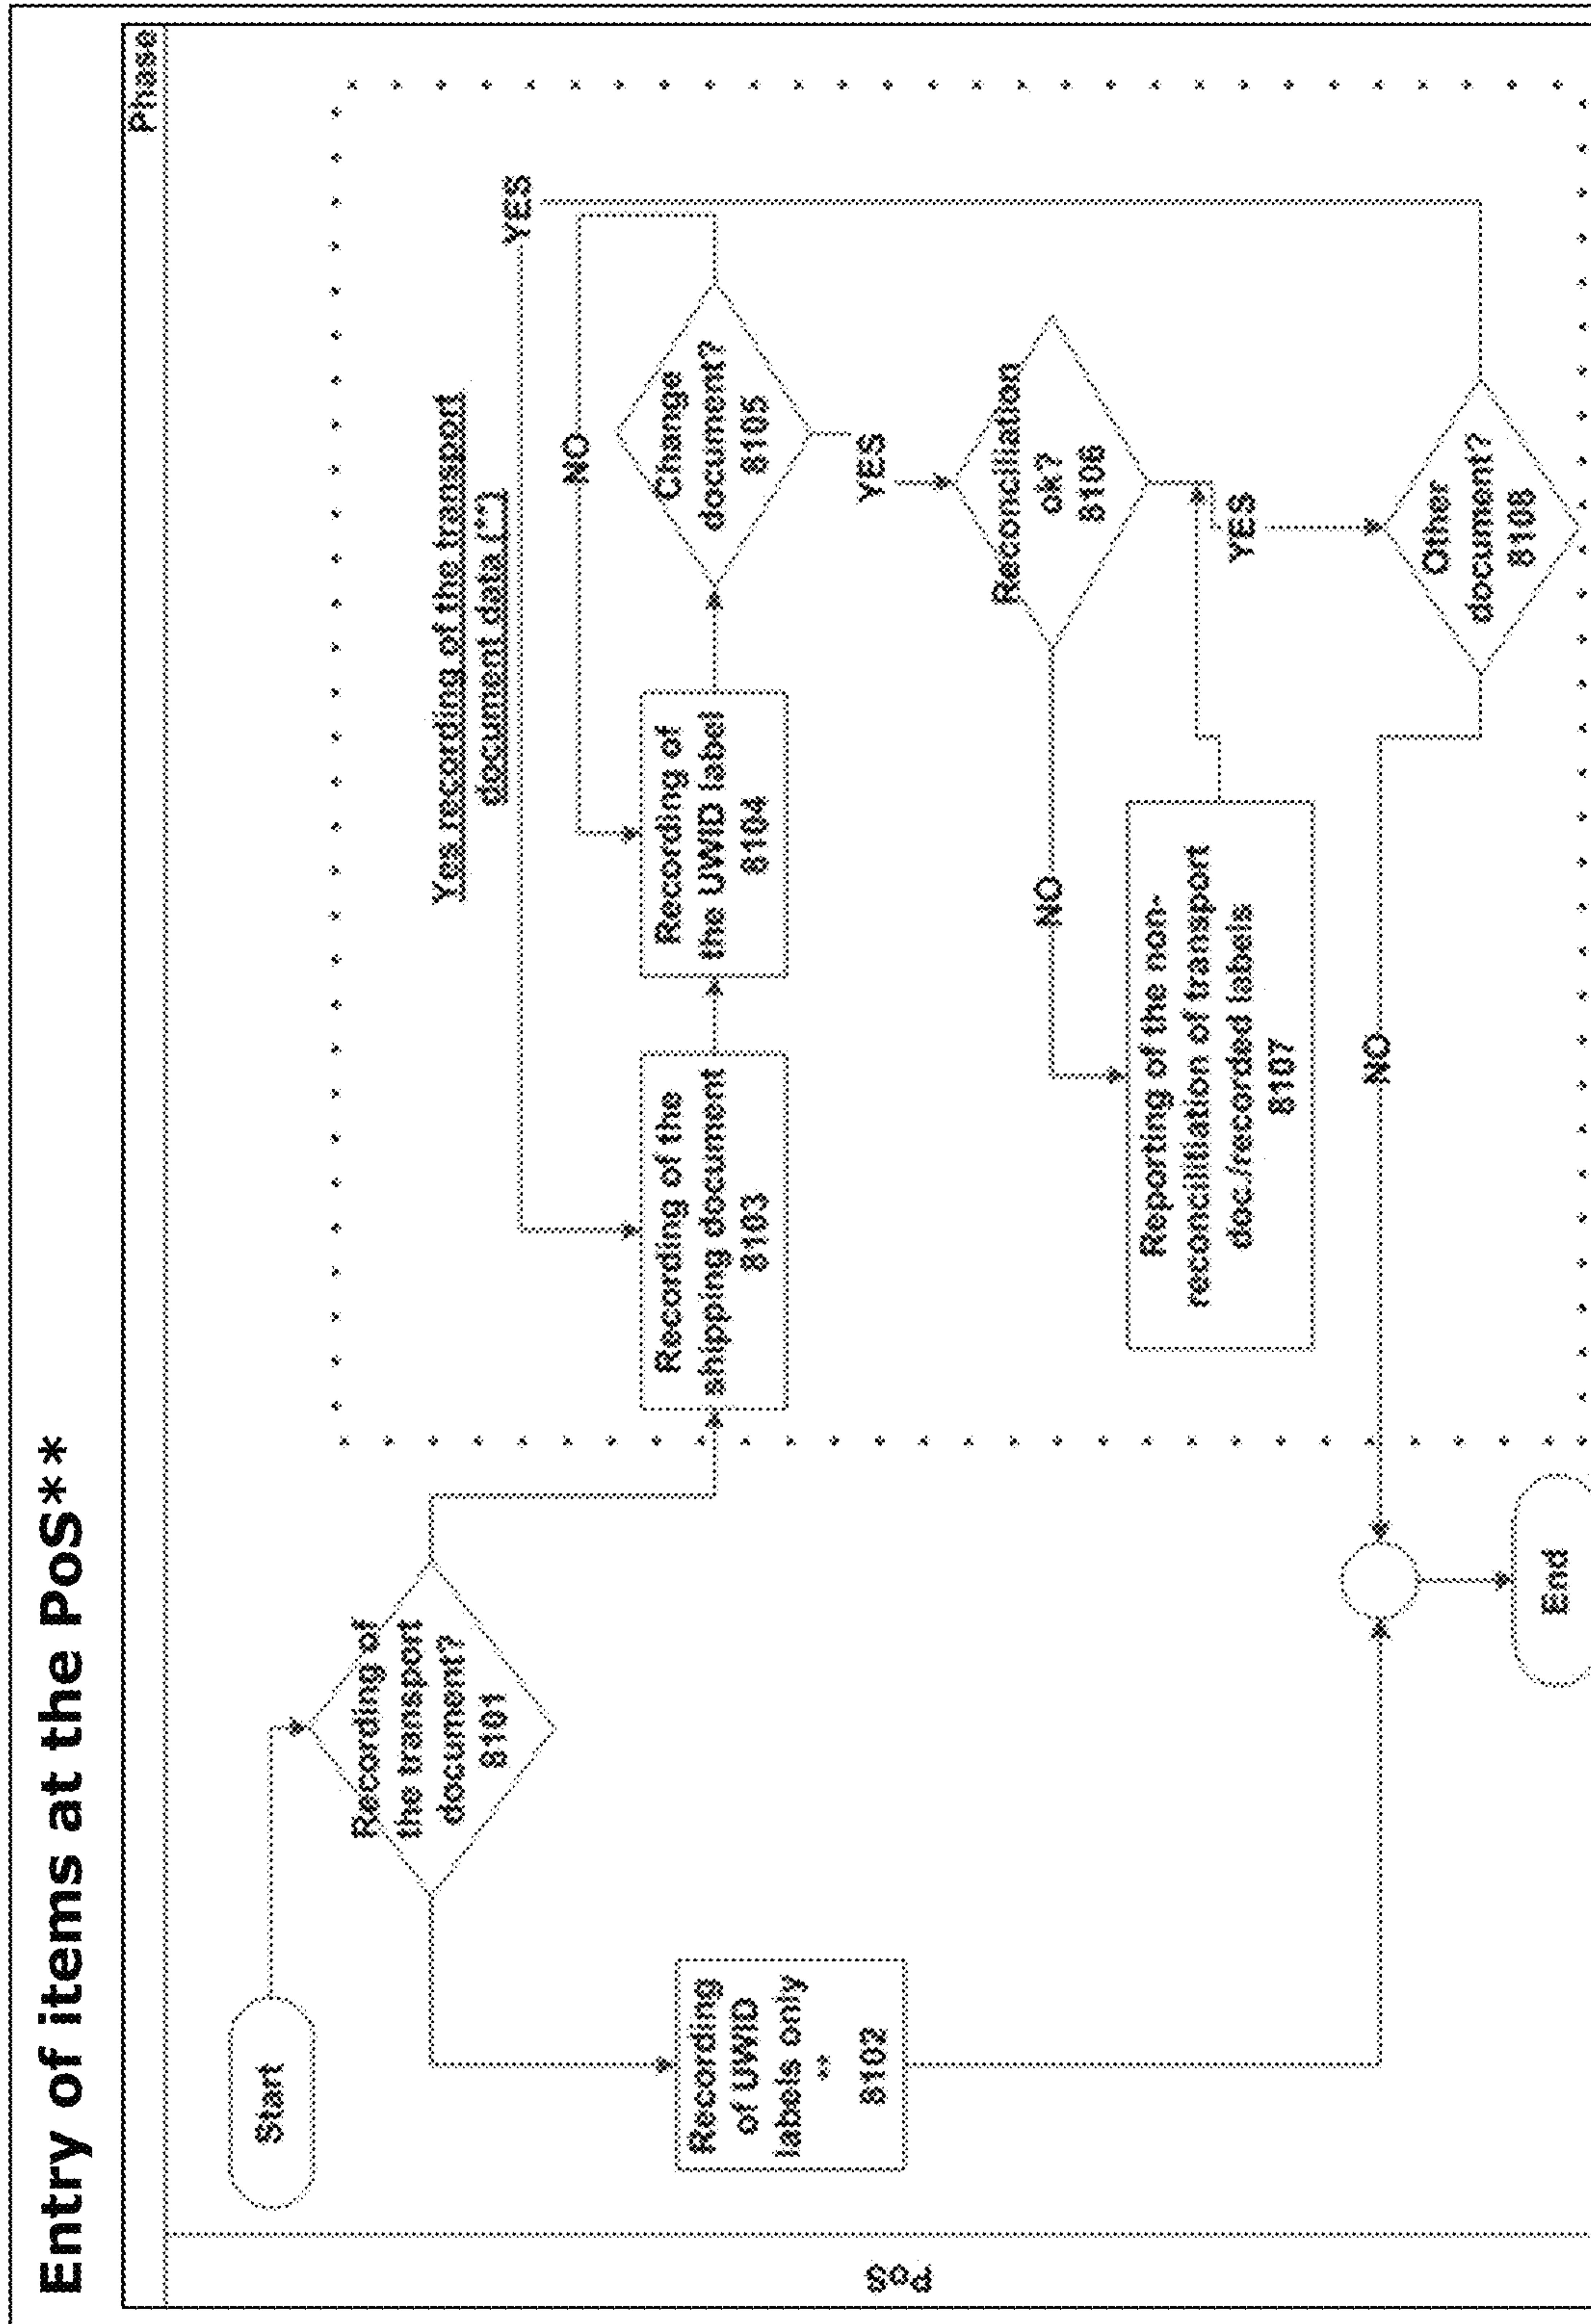 Entry of items at the PoS**
Phase
PoS
Start
Recording of
the transport
document?
8101
Recording
of UWID
labels only
**
8102
Yes recording of the transport
document data (**)
YES
Recording of the
shipping document
8103
Recording of
the UWID label
8104
NO
Change
document?
8105
YES
Reconciliation
ok?
8106
NO
Reporting of the non-
reconciliation of transport
doc./recorded labels
8107
YES
Other
document?
8108
NO
End